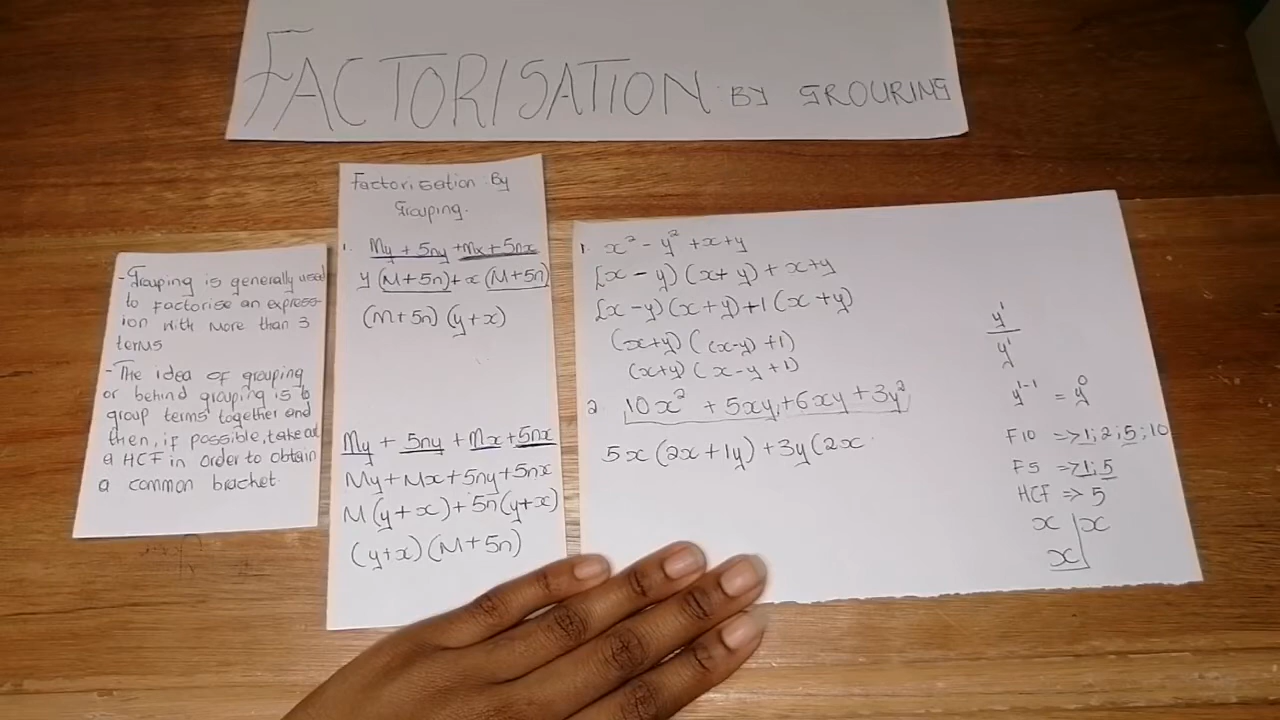 FACTORISATION BY GROURING
-Grouping is generally used
to factorise an express-
ion with more than 3
terms
-The idea of grouping
or behind grouping is to
group terms together and
then, if possible, take out
a HCF in order to obtain
a common bracket.
Factorisation By
Grouping.
1. My + 5ny + Mx + 5nx
y (M+5n) + x (M+5n)
(M+5n) (y+x)
My + 5ny + Mx + 5nx
My+Mx+5ny+5nx
M(y+x)+5n(y+x)
(y+x)(M+5n)
1. x² - y² + x + y
(x - y) (x + y) + x + y
(x - y) (x + y) + 1 (x + y)
(x+y) ((x-y) +1)
(x+y) (x - y + 1)
2. 10x² + 5xy + 6xy + 3y²
5x (2x + 1y) + 3y (2x
y¹
y¹
y¹⁻¹ = y⁰
F10 => 1; 2; 5; 10
F5 => 1; 5
HCF => 5
x | x
x